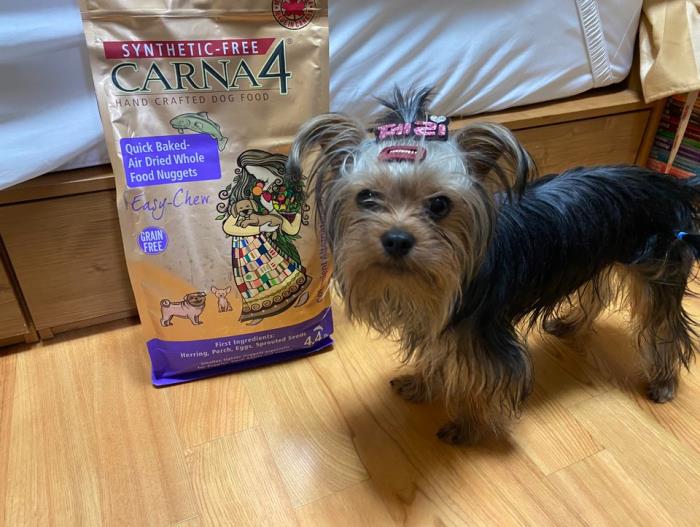 SYNTHETIC-FREE
CARNA4®
HAND CRAFTED DOG FOOD
Quick Baked-
Air Dried Whole
Food Nuggets
Easy-Chew
GRAIN
FREE
First Ingredients:
Herring, Perch, Eggs, Sprouted Seeds
4.4